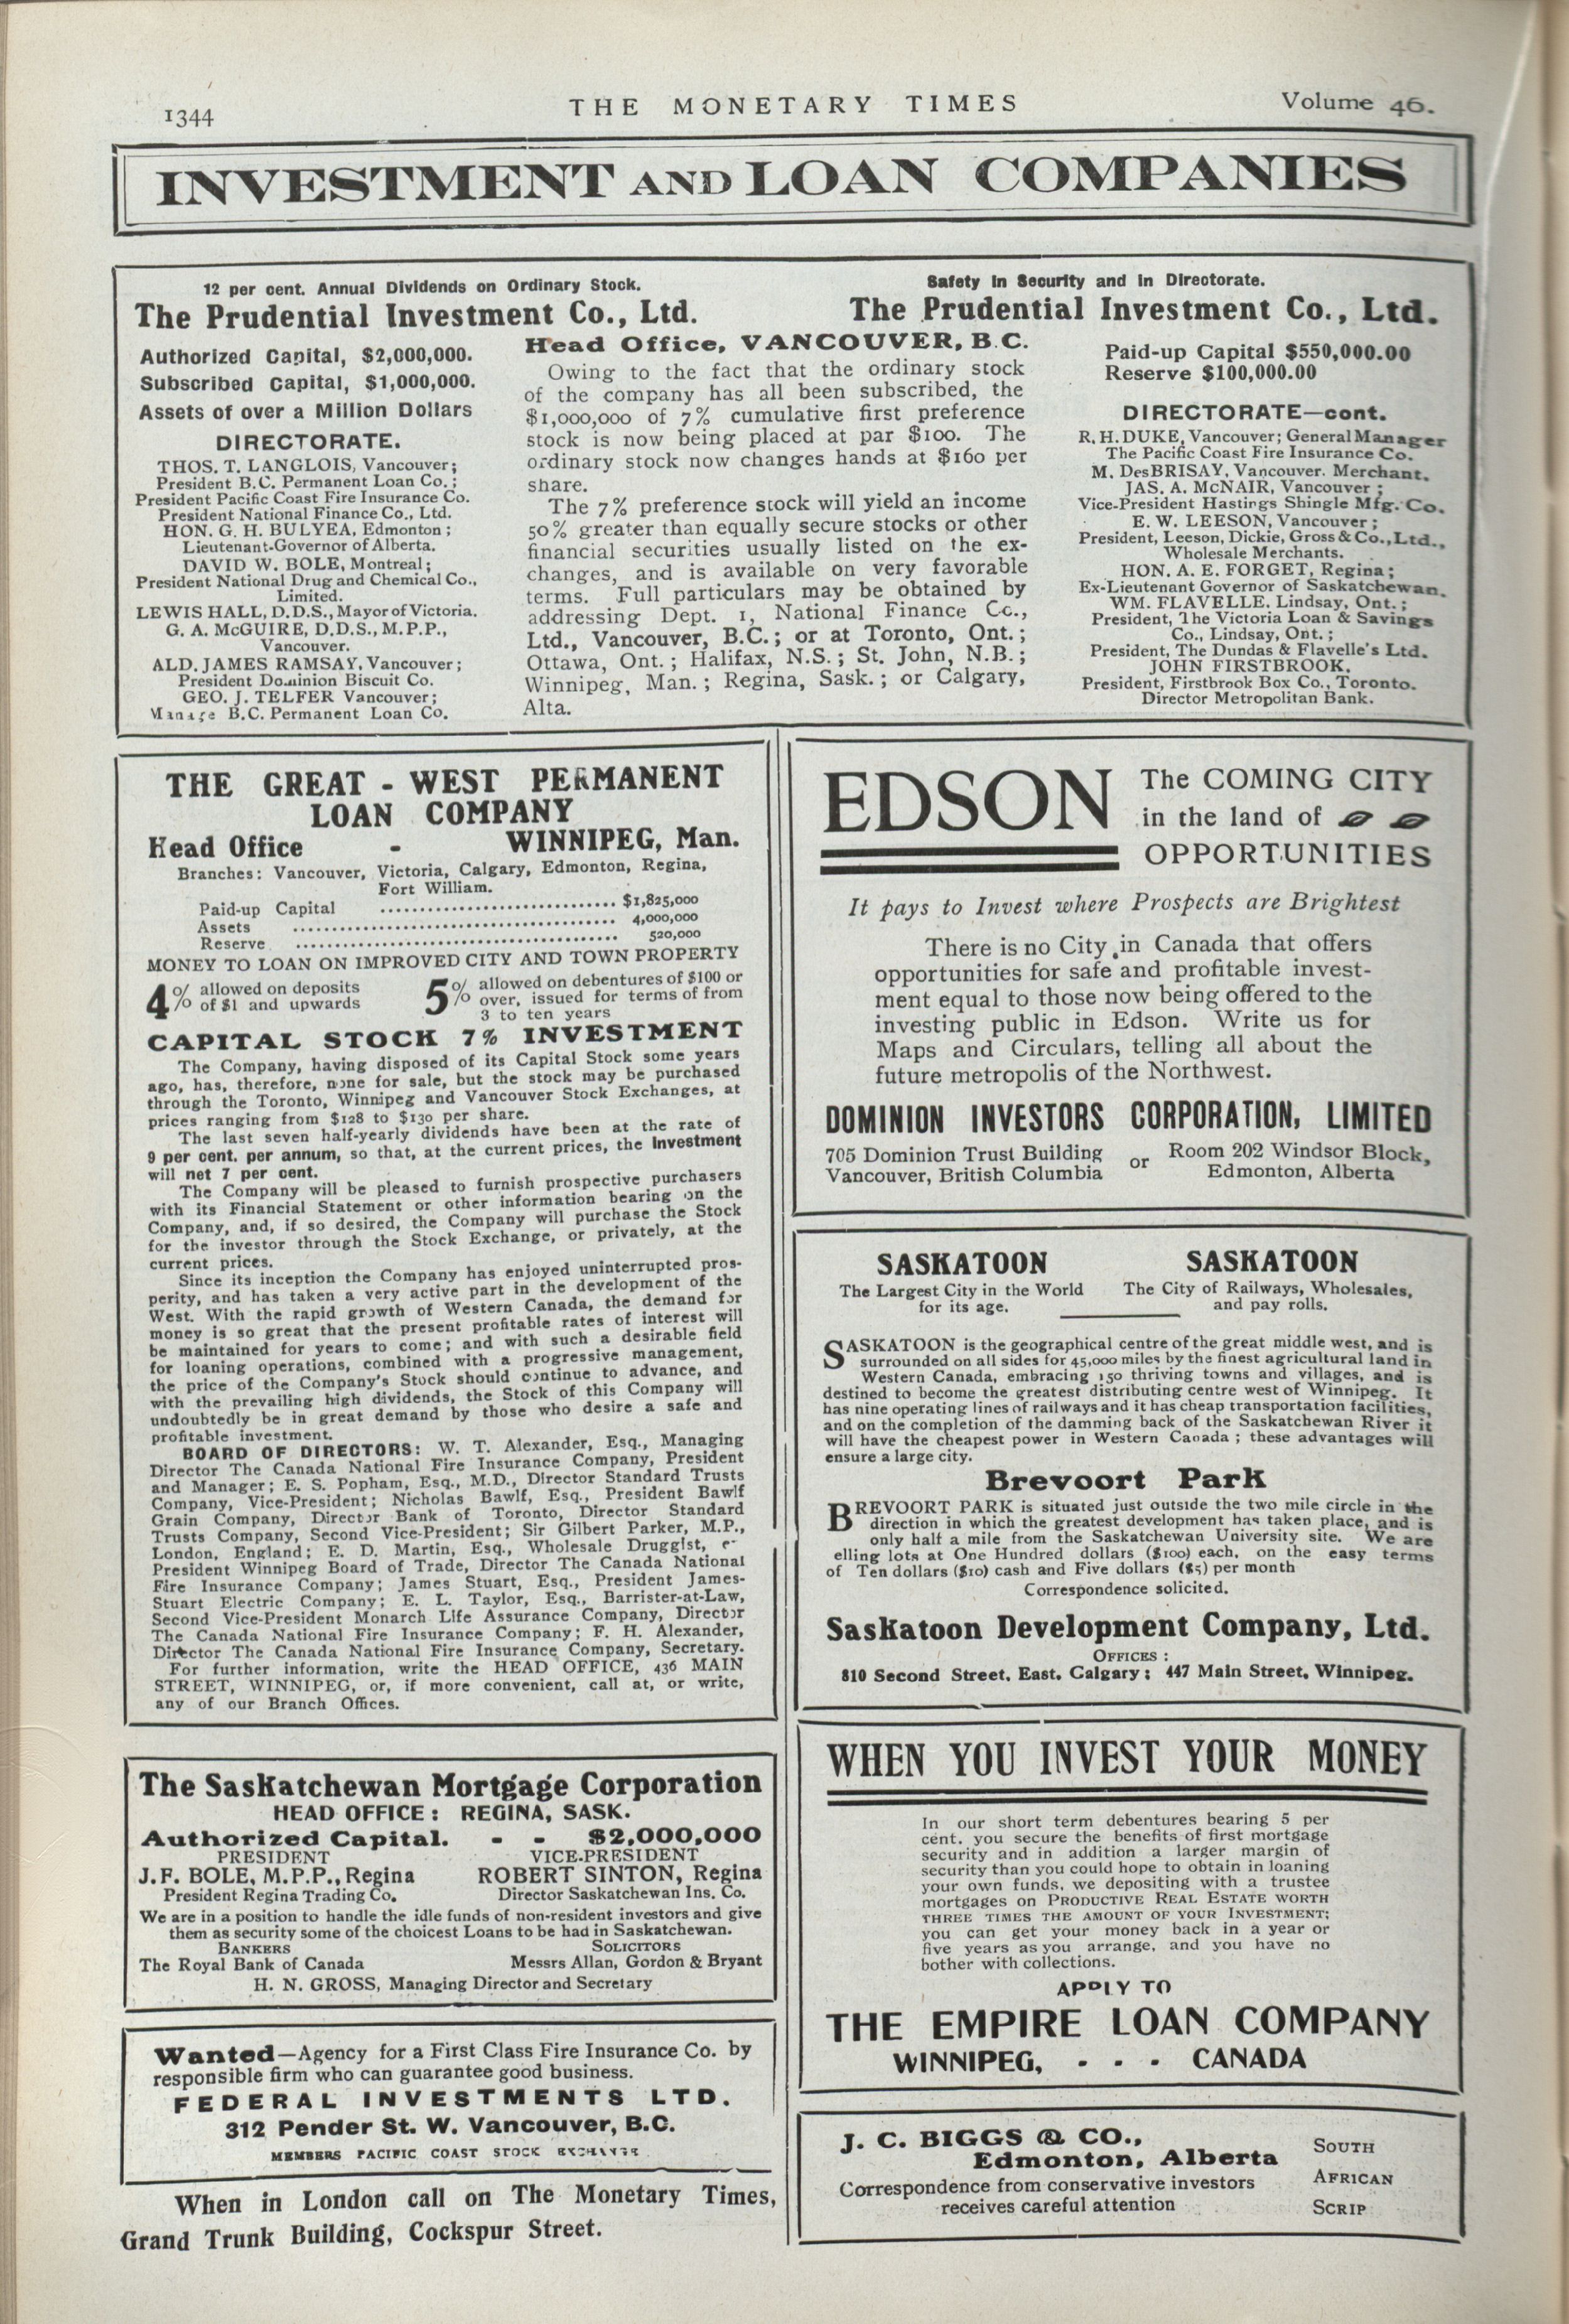 1344
THE MONETARY TIMES
Volume 46.
INVESTMENT AND LOAN COMPANIES
12 per cent. Annual Dividends on Ordinary Stock.
The Prudential Investment Co., Ltd.
Safety in Security and in Directorate.
The Prudential Investment Co., Ltd.
Authorized Capital, $2,000,000.
Subscribed Capital, $1,000,000.
Assets of over a Million Dollars
DIRECTORATE.
THOS. T. LANGLOIS, Vancouver;
President B.C. Permanent Loan Co.;
President Pacific Coast Fire Insurance Co.
President National Finance Co., Ltd.
HON. G. H. BULYEA, Edmonton;
Lieutenant-Governor of Alberta.
DAVID W. BOLE, Montreal;
President National Drug and Chemical Co.,
Limited.
LEWIS HALL, D.D.S., Mayor of Victoria.
G. A. McGUIRE, D.D.S., M.P.P.,
Vancouver.
ALD. JAMES RAMSAY, Vancouver;
President Dominion Biscuit Co.
GEO. J. TELFER Vancouver;
Manage B.C. Permanent Loan Co.
Head Office, VANCOUVER, B.C.
Owing to the fact that the ordinary stock
of the company has all been subscribed, the
$1,000,000 of 7% cumulative first preference
stock is now being placed at par $100. The
ordinary stock now changes hands at $160 per
share.
The 7% preference stock will yield an income
50% greater than equally secure stocks or other
financial securities usually listed on the ex-
changes, and is available on very favorable
terms. Full particulars may be obtained by
addressing Dept. 1, National Finance Co.,
Ltd., Vancouver, B.C.; or at Toronto, Ont.;
Ottawa, Ont.; Halifax, N.S.; St. John, N.B.;
Winnipeg, Man.; Regina, Sask.; or Calgary,
Alta.
Paid-up Capital $550,000.00
Reserve $100,000.00
DIRECTORATE—cont.
R. H. DUKE, Vancouver; General Manager
The Pacific Coast Fire Insurance Co.
M. DesBRISAY, Vancouver. Merchant.
JAS. A. McNAIR, Vancouver;
Vice-President Hastings Shingle Mfg. Co.
E. W. LEESON, Vancouver;
President, Leeson, Dickie, Gross & Co., Ltd.,
Wholesale Merchants.
HON. A. E. FORGET, Regina;
Ex-Lieutenant Governor of Saskatchewan.
WM. FLAVELLE. Lindsay, Ont.;
President, The Victoria Loan & Savings
Co., Lindsay, Ont.;
President, The Dundas & Flavelle's Ltd.
JOHN FIRSTBROOK,
President, Firstbrook Box Co., Toronto.
Director Metropolitan Bank.
THE GREAT - WEST PERMANENT
LOAN COMPANY
Head Office - WINNIPEG, Man.
Branches: Vancouver, Victoria, Calgary, Edmonton, Regina,
Fort William.
Paid-up Capital ............................ $1,825,000
Assets ....................................... 4,000,000
Reserve ....................................... 520,000
MONEY TO LOAN ON IMPROVED CITY AND TOWN PROPERTY
4% allowed on deposits
of $1 and upwards
5% allowed on debentures of $100 or
over, issued for terms of from
3 to ten years
CAPITAL STOCK 7% INVESTMENT
The Company, having disposed of its Capital Stock some years
ago, has, therefore, none for sale, but the stock may be purchased
through the Toronto, Winnipeg and Vancouver Stock Exchanges, at
prices ranging from $128 to $130 per share.
The last seven half-yearly dividends have been at the rate of
9 per cent. per annum, so that, at the current prices, the Investment
will net 7 per cent.
The Company will be pleased to furnish prospective purchasers
with its Financial Statement or other information bearing on the
Company, and, if so desired, the Company will purchase the Stock
for the investor through the Stock Exchange, or privately, at the
current prices.
Since its inception the Company has enjoyed uninterrupted pros-
perity, and has taken a very active part in the development of the
West. With the rapid growth of Western Canada, the demand for
money is so great that the present profitable rates of interest will
be maintained for years to come; and with such a desirable field
for loaning operations, combined with a progressive management,
the price of the Company's Stock should continue to advance, and
with the prevailing high dividends, the Stock of this Company will
undoubtedly be in great demand by those who desire a safe and
profitable investment.
BOARD OF DIRECTORS: W. T. Alexander, Esq., Managing
Director The Canada National Fire Insurance Company, President
and Manager; E. S. Popham, Esq., M.D., Director Standard Trusts
Company, Vice-President; Nicholas Bawlf, Esq., President Bawlf
Grain Company, Director Bank of Toronto, Director Standard
Trusts Company, Second Vice-President; Sir Gilbert Parker, M.P.,
London, England; E. D. Martin, Esq., Wholesale Druggist,
President Winnipeg Board of Trade, Director The Canada National
Fire Insurance Company; James Stuart, Esq., President James-
Stuart Electric Company; E. L. Taylor, Esq., Barrister-at-Law,
Second Vice-President Monarch Life Assurance Company, Director
The Canada National Fire Insurance Company; F. H. Alexander,
Director The Canada National Fire Insurance Company, Secretary.
For further information, write the HEAD OFFICE, 436 MAIN
STREET, WINNIPEG, or, if more convenient, call at, or write,
any of our Branch Offices.
The Saskatchewan Mortgage Corporation
HEAD OFFICE: REGINA, SASK.
Authorized Capital. - - $2,000,000
PRESIDENT VICE-PRESIDENT
J. F. BOLE, M.P.P., Regina ROBERT SINTON, Regina
President Regina Trading Co. Director Saskatchewan Ins. Co.
We are in a position to handle the idle funds of non-resident investors and give
them as security some of the choicest Loans to be had in Saskatchewan.
BANKERS SOLICITORS
The Royal Bank of Canada Messrs Allan, Gordon & Bryant
H. N. GROSS, Managing Director and Secretary
Wanted—Agency for a First Class Fire Insurance Co. by
responsible firm who can guarantee good business.
FEDERAL INVESTMENTS LTD.
312 Pender St. W. Vancouver, B.C.
MEMBERS PACIFIC COAST STOCK EXCHANGE
When in London call on The Monetary Times,
Grand Trunk Building, Cockspur Street.
EDSON
The COMING CITY
in the land of
OPPORTUNITIES
It pays to Invest where Prospects are Brightest
There is no City in Canada that offers
opportunities for safe and profitable invest-
ment equal to those now being offered to the
investing public in Edson. Write us for
Maps and Circulars, telling all about the
future metropolis of the Northwest.
DOMINION INVESTORS CORPORATION, LIMITED
705 Dominion Trust Building
Vancouver, British Columbia
or
Room 202 Windsor Block,
Edmonton, Alberta
SASKATOON
The Largest City in the World
for its age.
SASKATOON
The City of Railways, Wholesales,
and pay rolls.
SASKATOON is the geographical centre of the great middle west, and is
surrounded on all sides for 45,000 miles by the finest agricultural land in
Western Canada, embracing 150 thriving towns and villages, and is
destined to become the greatest distributing centre west of Winnipeg. It
has nine operating lines of railways and it has cheap transportation facilities,
and on the completion of the damming back of the Saskatchewan River it
will have the cheapest power in Western Canada; these advantages will
ensure a large city.
Brevoort Park
BREVOORT PARK is situated just outside the two mile circle in the
direction in which the greatest development has taken place, and is
only half a mile from the Saskatchewan University site. We are
elling lots at One Hundred dollars ($100) each, on the easy terms
of Ten dollars ($10) cash and Five dollars ($5) per month
Correspondence solicited.
Saskatoon Development Company, Ltd.
OFFICES:
810 Second Street, East, Calgary; 447 Main Street, Winnipeg.
WHEN YOU INVEST YOUR MONEY
In our short term debentures bearing 5 per
cent. you secure the benefits of first mortgage
security and in addition a larger margin of
security than you could hope to obtain in loaning
your own funds, we depositing with a trustee
mortgages on PRODUCTIVE REAL ESTATE WORTH
THREE TIMES THE AMOUNT OF YOUR INVESTMENT;
you can get your money back in a year or
five years as you arrange, and you have no
bother with collections.
APPLY TO
THE EMPIRE LOAN COMPANY
WINNIPEG, - - - CANADA
J. C. BIGGS & CO.,
Edmonton, Alberta
Correspondence from conservative investors
receives careful attention
SOUTH
AFRICAN
SCRIP